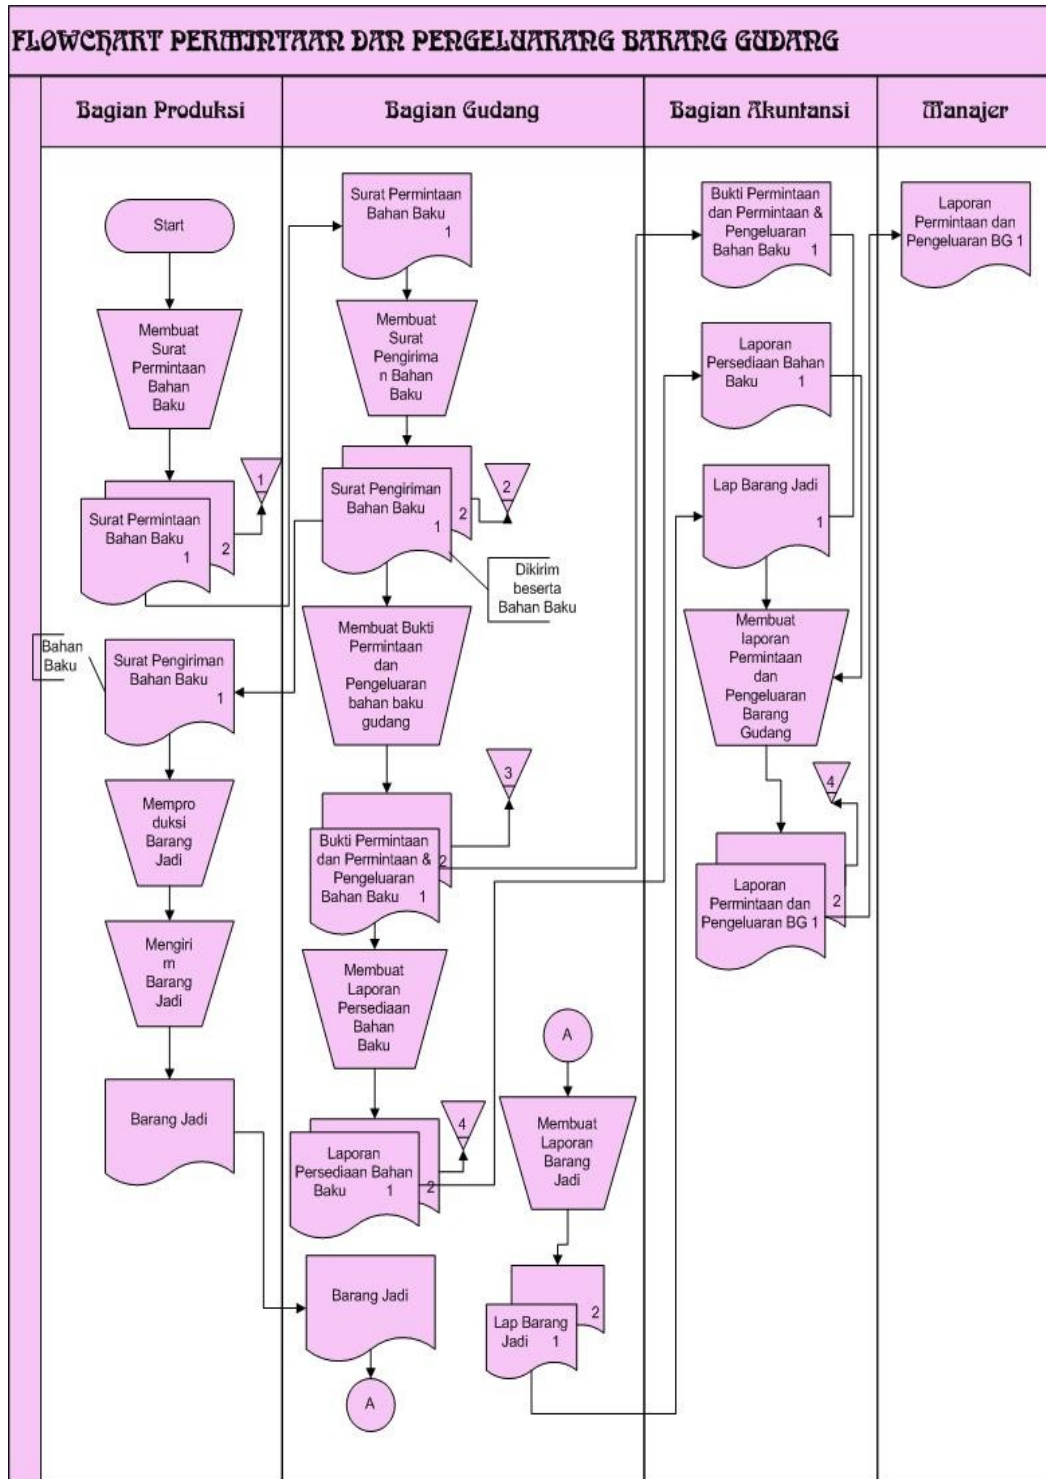 FLOWCHART PERMINTAAN DAN PENGELUARANG BARANG GUDANG
Bagian Produksi
Bagian Gudang
Bagian Akuntansi
Manajer
Start
Membuat
Surat
Permintaan
Bahan
Baku
1
Surat Permintaan
Bahan Baku
1
2
Bahan
Baku
Surat Pengiriman
Bahan Baku
1
Mempro
duksi
Barang
Jadi
Mengiri
m
Barang
Jadi
Barang Jadi
Surat Permintaan
Bahan Baku
1
Membuat
Surat
Pengirima
n Bahan
Baku
2
Surat Pengiriman
Bahan Baku
1
2
Dikirim
beserta
Bahan Baku
Membuat Bukti
Permintaan
dan
Pengeluaran
bahan baku
gudang
3
Bukti Permintaan
dan Permintaan &
Pengeluaran
Bahan Baku 1
2
Membuat
Laporan
Persediaan
Bahan
Baku
4
Laporan
Persediaan Bahan
Baku 1
2
Barang Jadi
A
A
Membuat
Laporan
Barang
Jadi
Lap Barang
Jadi 1
2
Bukti Permintaan
dan Permintaan &
Pengeluaran
Bahan Baku 1
Laporan
Persediaan Bahan
Baku 1
Lap Barang Jadi
1
Membuat
laporan
Permintaan
dan
Pengeluaran
Barang
Gudang
4
Laporan
Permintaan dan
Pengeluaran BG 1
2
Laporan
Permintaan dan
Pengeluaran BG 1